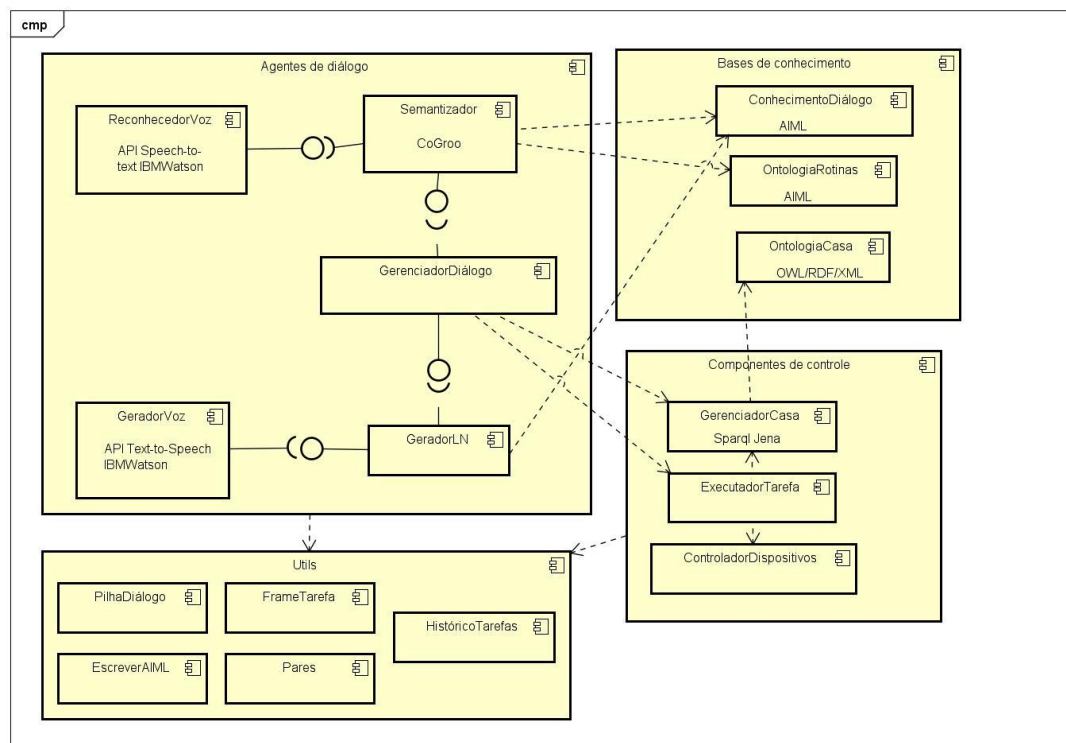 cmp
Agentes de diálogo
ReconhecedorVoz
API Speech-to-
text IBMWatson
Semantizador
CoGroo
GerenciadorDiálogo
GeradorVoz
API Text-to-Speech
IBMWatson
GeradorLN
Bases de conhecimento
ConhecimentoDiálogo
AIML
OntologiaRotinas
AIML
OntologiaCasa
OWL/RDF/XML
Componentes de controle
GerenciadorCasa
Sparql Jena
ExecutadorTarefa
ControladorDispositivos
Utils
PilhaDiálogo
FrameTarefa
HistóricoTarefas
EscreverAIML
Pares